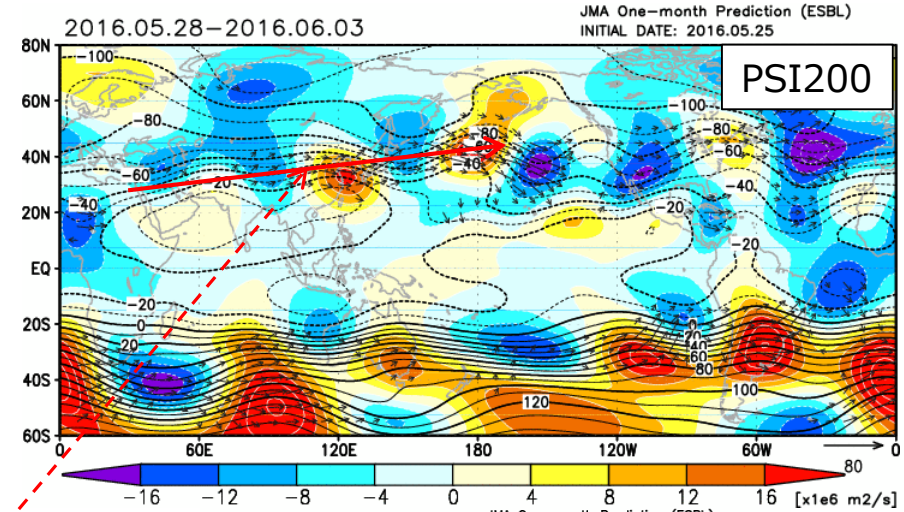 2016.05.28−2016.06.03
JMA One−month Prediction (ESBL)
INITIAL DATE: 2016.05.25
PSI200
80N
60N
40N
20N
EQ
20S
40S
60S
−100
−80
−60
20
−40
−20
0
20
−80
−60
−40
−100
−80
−60
−40
−20
−20
0
20
40
60
80
100
120
0
60E
120E
180
120W
60W
0
80
−16
−12
−8
−4
0
4
8
12
16
[x1e6 m2/s]